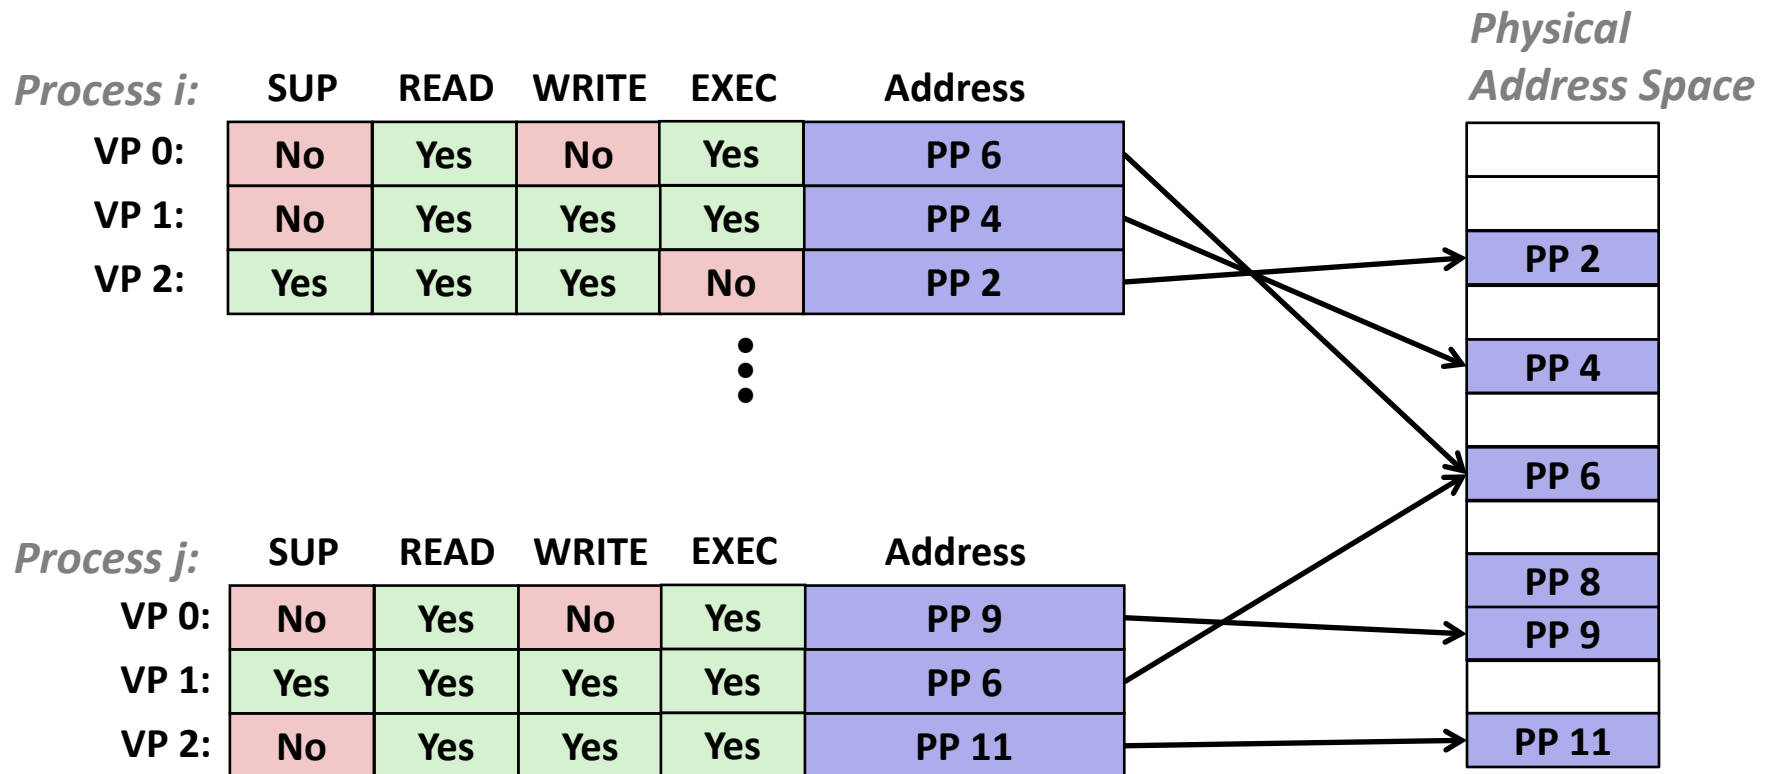 Physical
Address Space
Process i: SUP READ WRITE EXEC Address
VP 0: No Yes No Yes PP 6
VP 1: No Yes Yes Yes PP 4
VP 2: Yes Yes Yes No PP 2
PP 2
PP 4
PP 6
PP 8
PP 9
PP 11
Process j: SUP READ WRITE EXEC Address
VP 0: No Yes No Yes PP 9
VP 1: Yes Yes Yes Yes PP 6
VP 2: No Yes Yes Yes PP 11